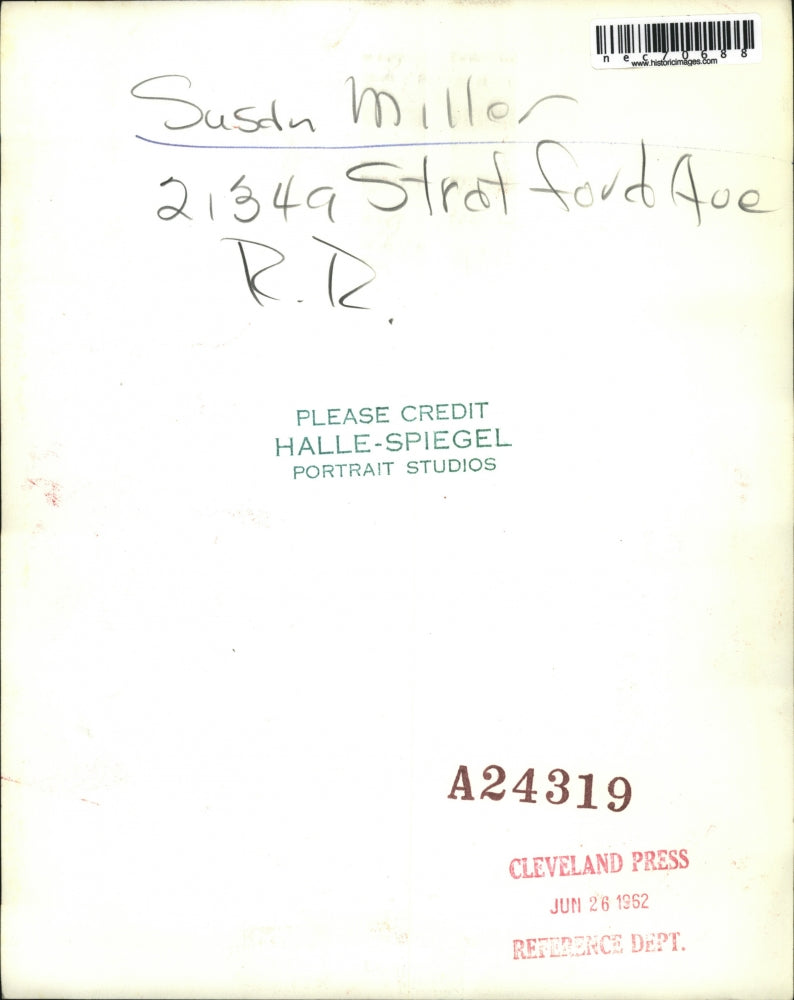 nec70688
www.historicimages.com
Susan Miller
21349 Stratford Ave
R.R.
PLEASE CREDIT
HALLE-SPIEGEL
PORTRAIT STUDIOS
A24319
CLEVELAND PRESS
JUN 26 1962
REFERENCE DEPT.